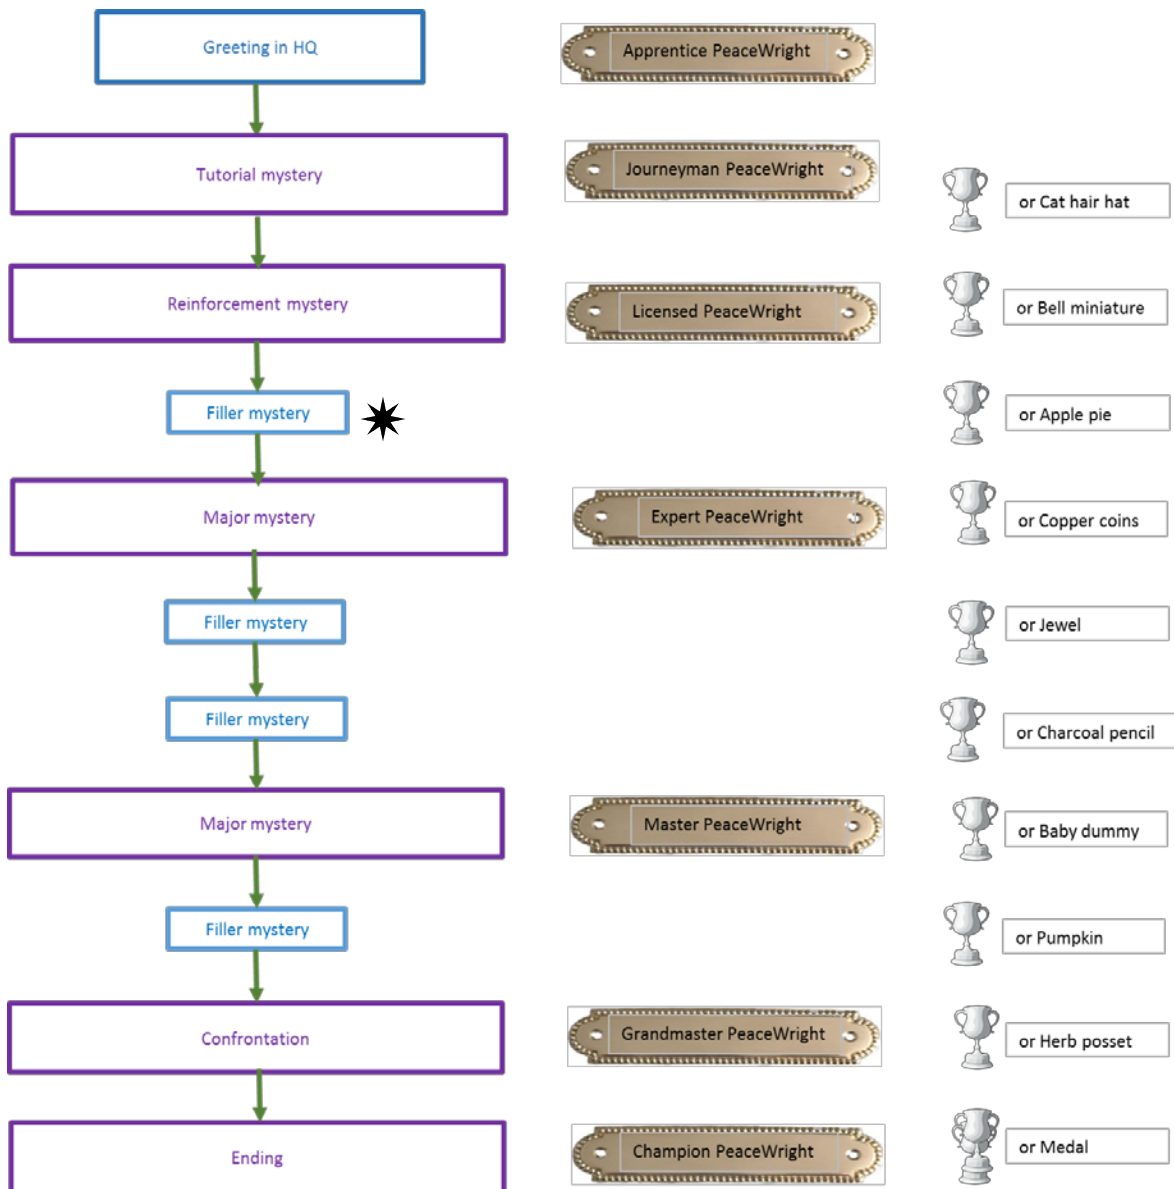 Greeting in HQ
Apprentice PeaceWright
Tutorial mystery
Journeyman PeaceWright
or Cat hair hat
Reinforcement mystery
Licensed PeaceWright
or Bell miniature
Filler mystery
or Apple pie
Major mystery
Expert PeaceWright
or Copper coins
Filler mystery
or Jewel
Filler mystery
or Charcoal pencil
Major mystery
Master PeaceWright
or Baby dummy
Filler mystery
or Pumpkin
Confrontation
Grandmaster PeaceWright
or Herb posset
Ending
Champion PeaceWright
or Medal